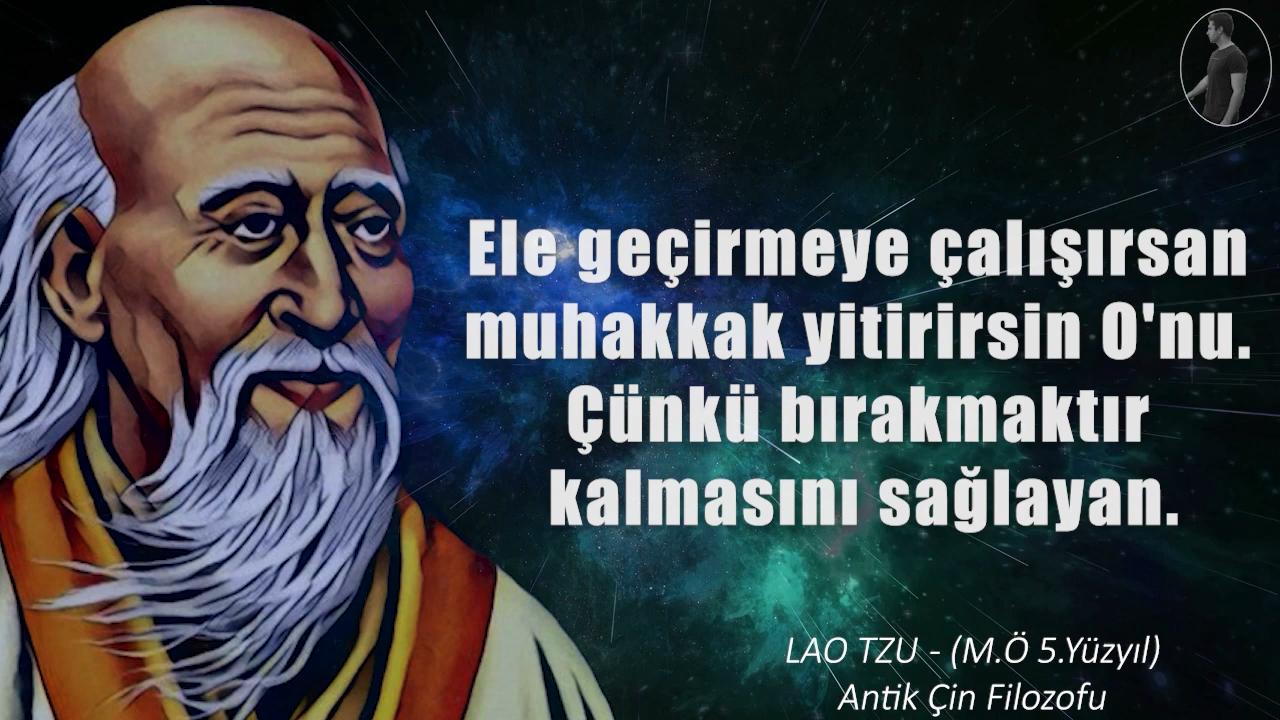 Ele geçirmeye çalışırsan
muhakkak yitirirsin O'nu.
Çünkü bırakmaktır
kalmasını sağlayan.
LAO TZU - (M.Ö 5.Yüzyıl)
Antik Çin Filozofu